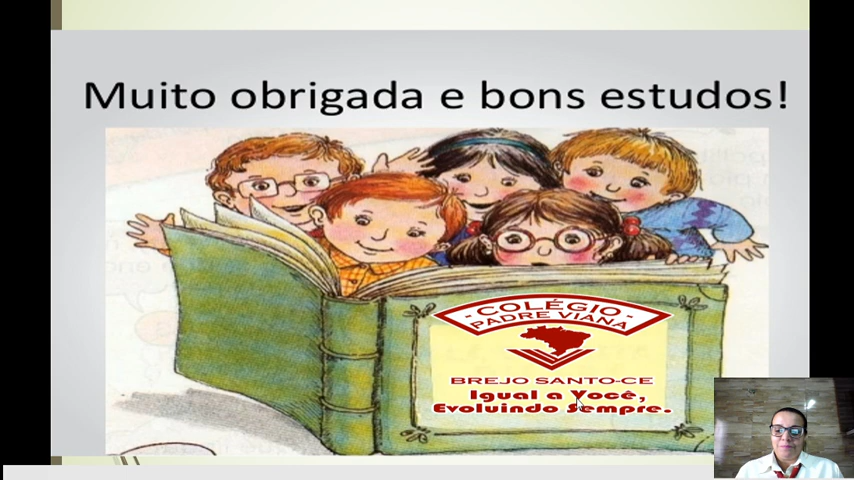 Muito obrigada e bons estudos!
-COLÉGIO-
PADRE VIANA
BREJO SANTO-CE
Igual a Você,
Evoluindo Sempre.